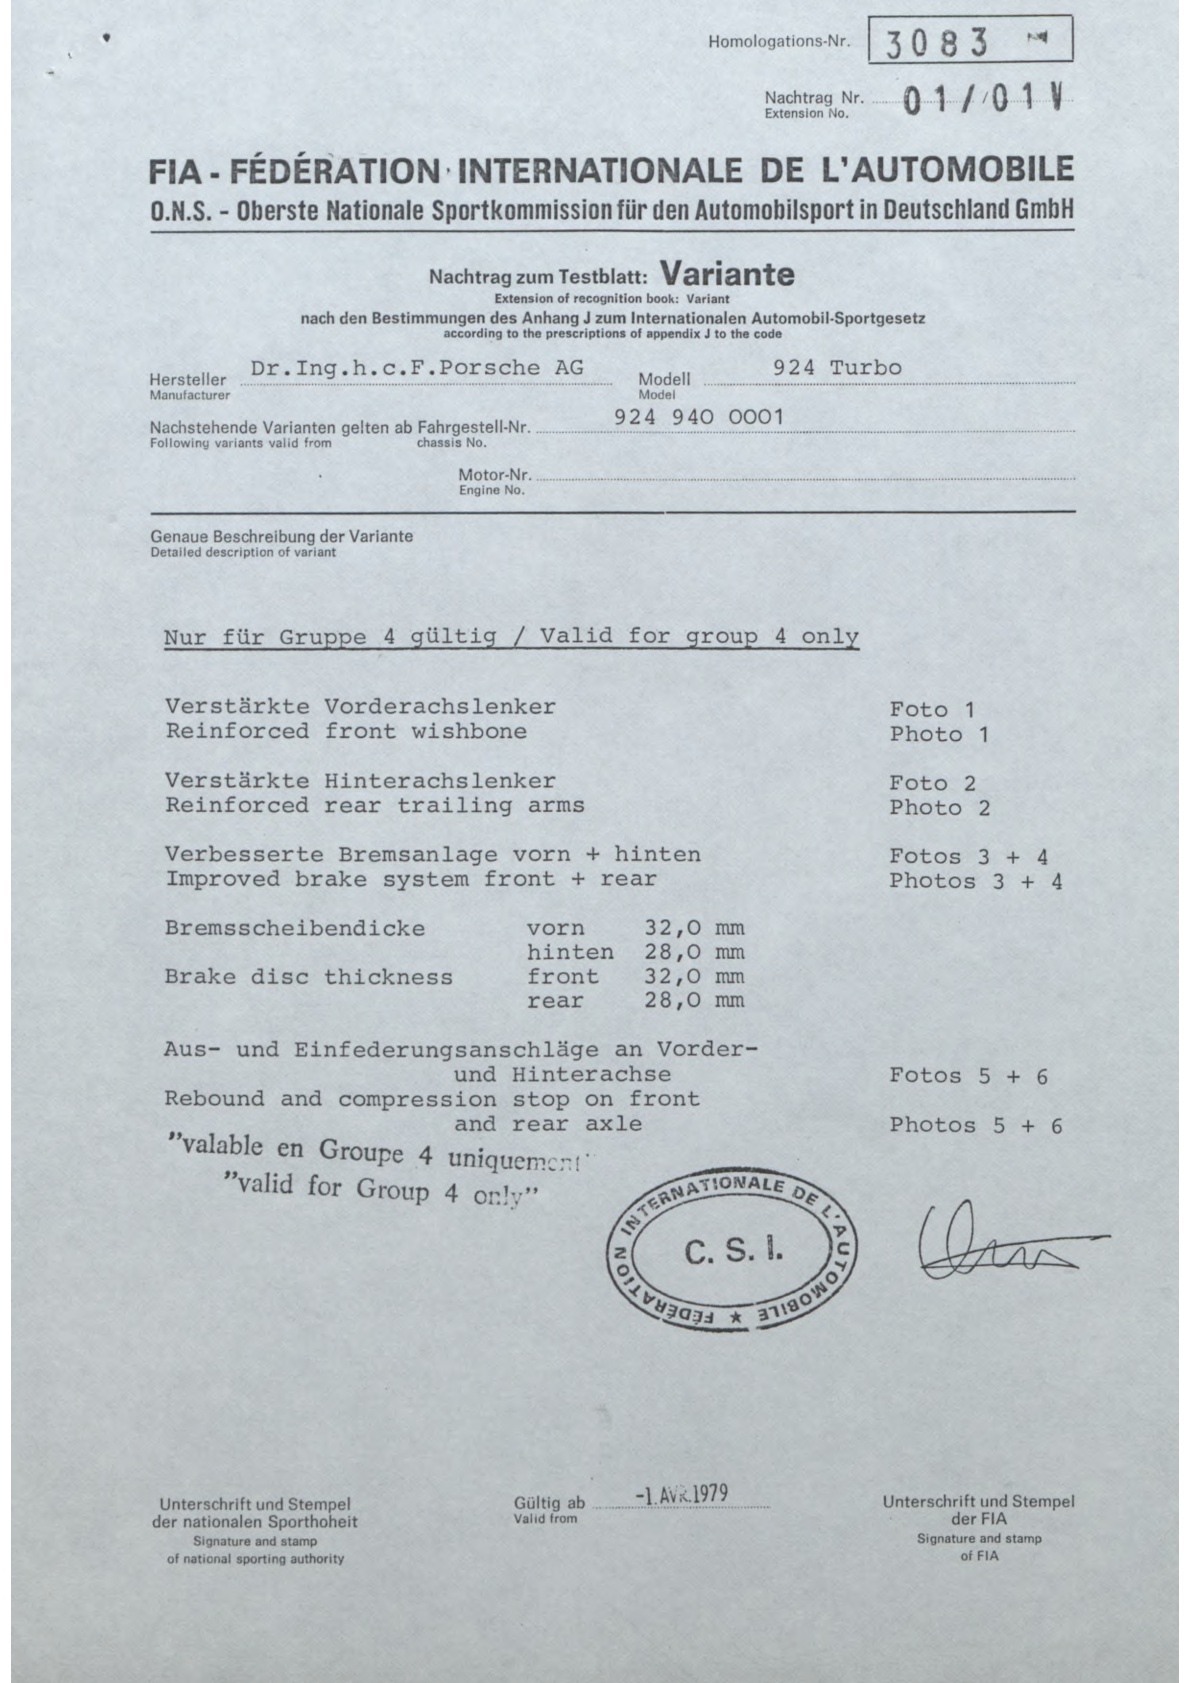 Homologations-Nr. 3083
Nachtrag Nr. 01/01V
Extension No.
FIA - FÉDÉRATION INTERNATIONALE DE L'AUTOMOBILE
O.N.S. - Oberste Nationale Sportkommission für den Automobilsport in Deutschland GmbH
Nachtrag zum Testblatt: Variante
Extension of recognition book: Variant
nach den Bestimmungen des Anhang J zum Internationalen Automobil-Sportgesetz
according to the prescriptions of appendix J to the code
Hersteller Dr.Ing.h.c.F.Porsche AG Modell 924 Turbo
Manufacturer Model
Nachstehende Varianten gelten ab Fahrgestell-Nr. 924 940 0001
Following variants valid from chassis No.
Motor-Nr.
Engine No.
Genaue Beschreibung der Variante
Detailed description of variant
Nur für Gruppe 4 gültig / Valid for group 4 only
Verstärkte Vorderachslenker Foto 1
Reinforced front wishbone Photo 1
Verstärkte Hinterachslenker Foto 2
Reinforced rear trailing arms Photo 2
Verbesserte Bremsanlage vorn + hinten Fotos 3 + 4
Improved brake system front + rear Photos 3 + 4
Bremsscheibendicke vorn 32,0 mm
hinten 28,0 mm
Brake disc thickness front 32,0 mm
rear 28,0 mm
Aus- und Einfederungsanschläge an Vorder-
und Hinterachse Fotos 5 + 6
Rebound and compression stop on front
and rear axle Photos 5 + 6
"valable en Groupe 4 uniquement"
"valid for Group 4 only"
FÉDÉRATION INTERNATIONALE DE L'AUTOMOBILE ★
C. S. I.
Unterschrift und Stempel
der nationalen Sporthoheit
Signature and stamp
of national sporting authority
Gültig ab -1.AVR.1979
Valid from
Unterschrift und Stempel
der FIA
Signature and stamp
of FIA